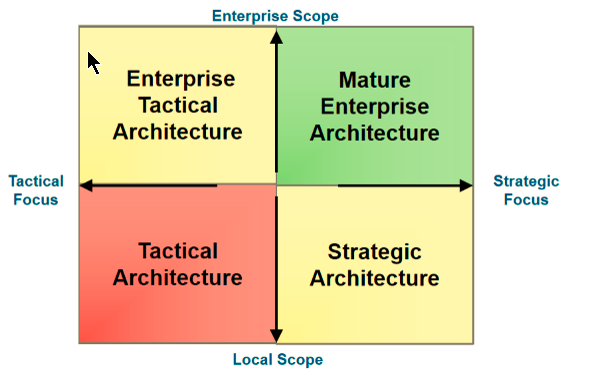 Enterprise Scope
Enterprise
Tactical
Architecture
Mature
Enterprise
Architecture
Tactical
Focus
Strategic
Focus
Tactical
Architecture
Strategic
Architecture
Local Scope